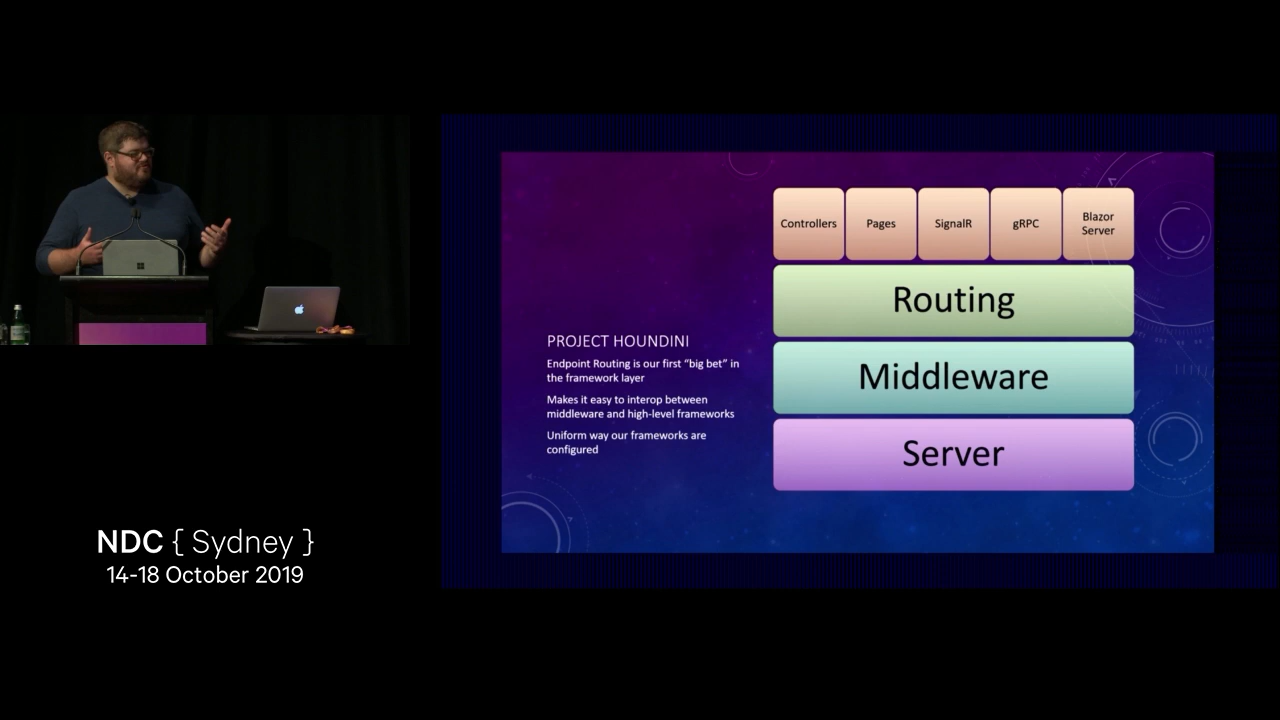 PROJECT HOUNDINI
Endpoint Routing is our first "big bet" in
the framework layer
Makes it easy to interop between
middleware and high-level frameworks
Uniform way our frameworks are
configured
Controllers
Pages
SignalR
gRPC
Blazor
Server
Routing
Middleware
Server
NDC { Sydney }
14-18 October 2019